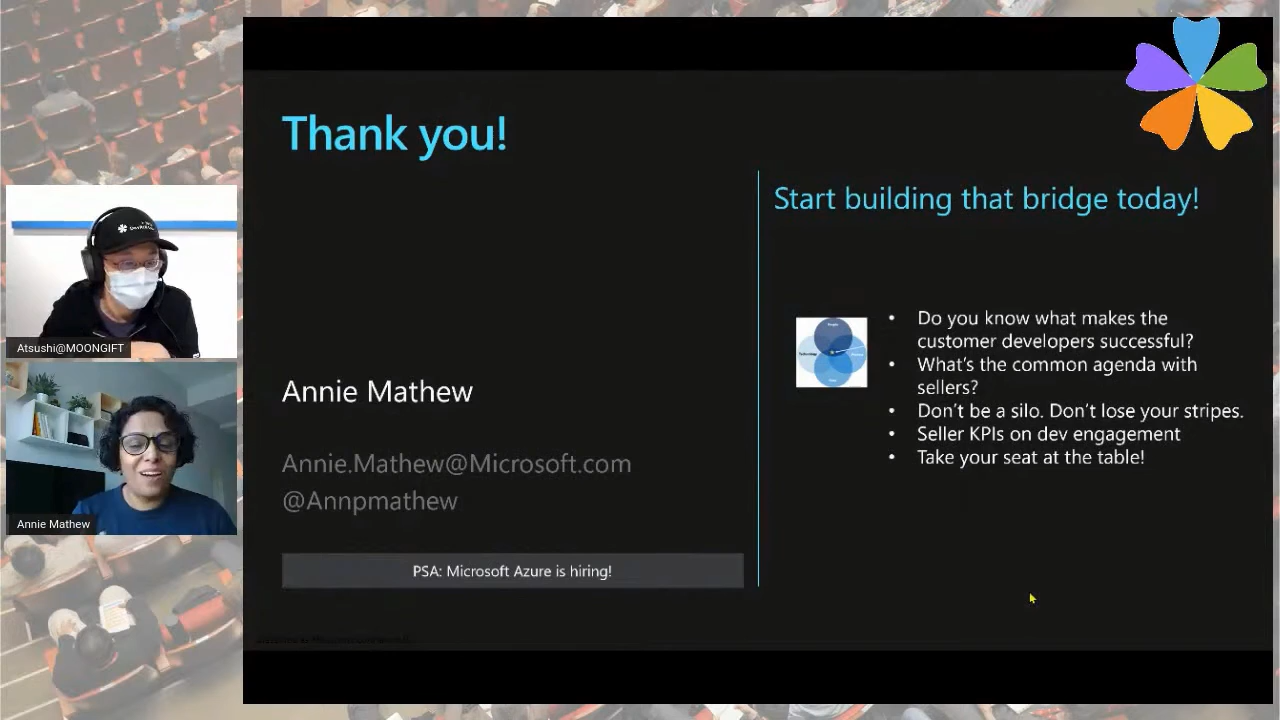 Thank you!
Start building that bridge today!
• Do you know what makes the
customer developers successful?
• What's the common agenda with
sellers?
• Don't be a silo. Don't lose your stripes.
• Seller KPIs on dev engagement
• Take your seat at the table!
Annie Mathew
Annie.Mathew@Microsoft.com
@Annpmathew
PSA: Microsoft Azure is hiring!
Atsushi@MOONGIFT
Annie Mathew